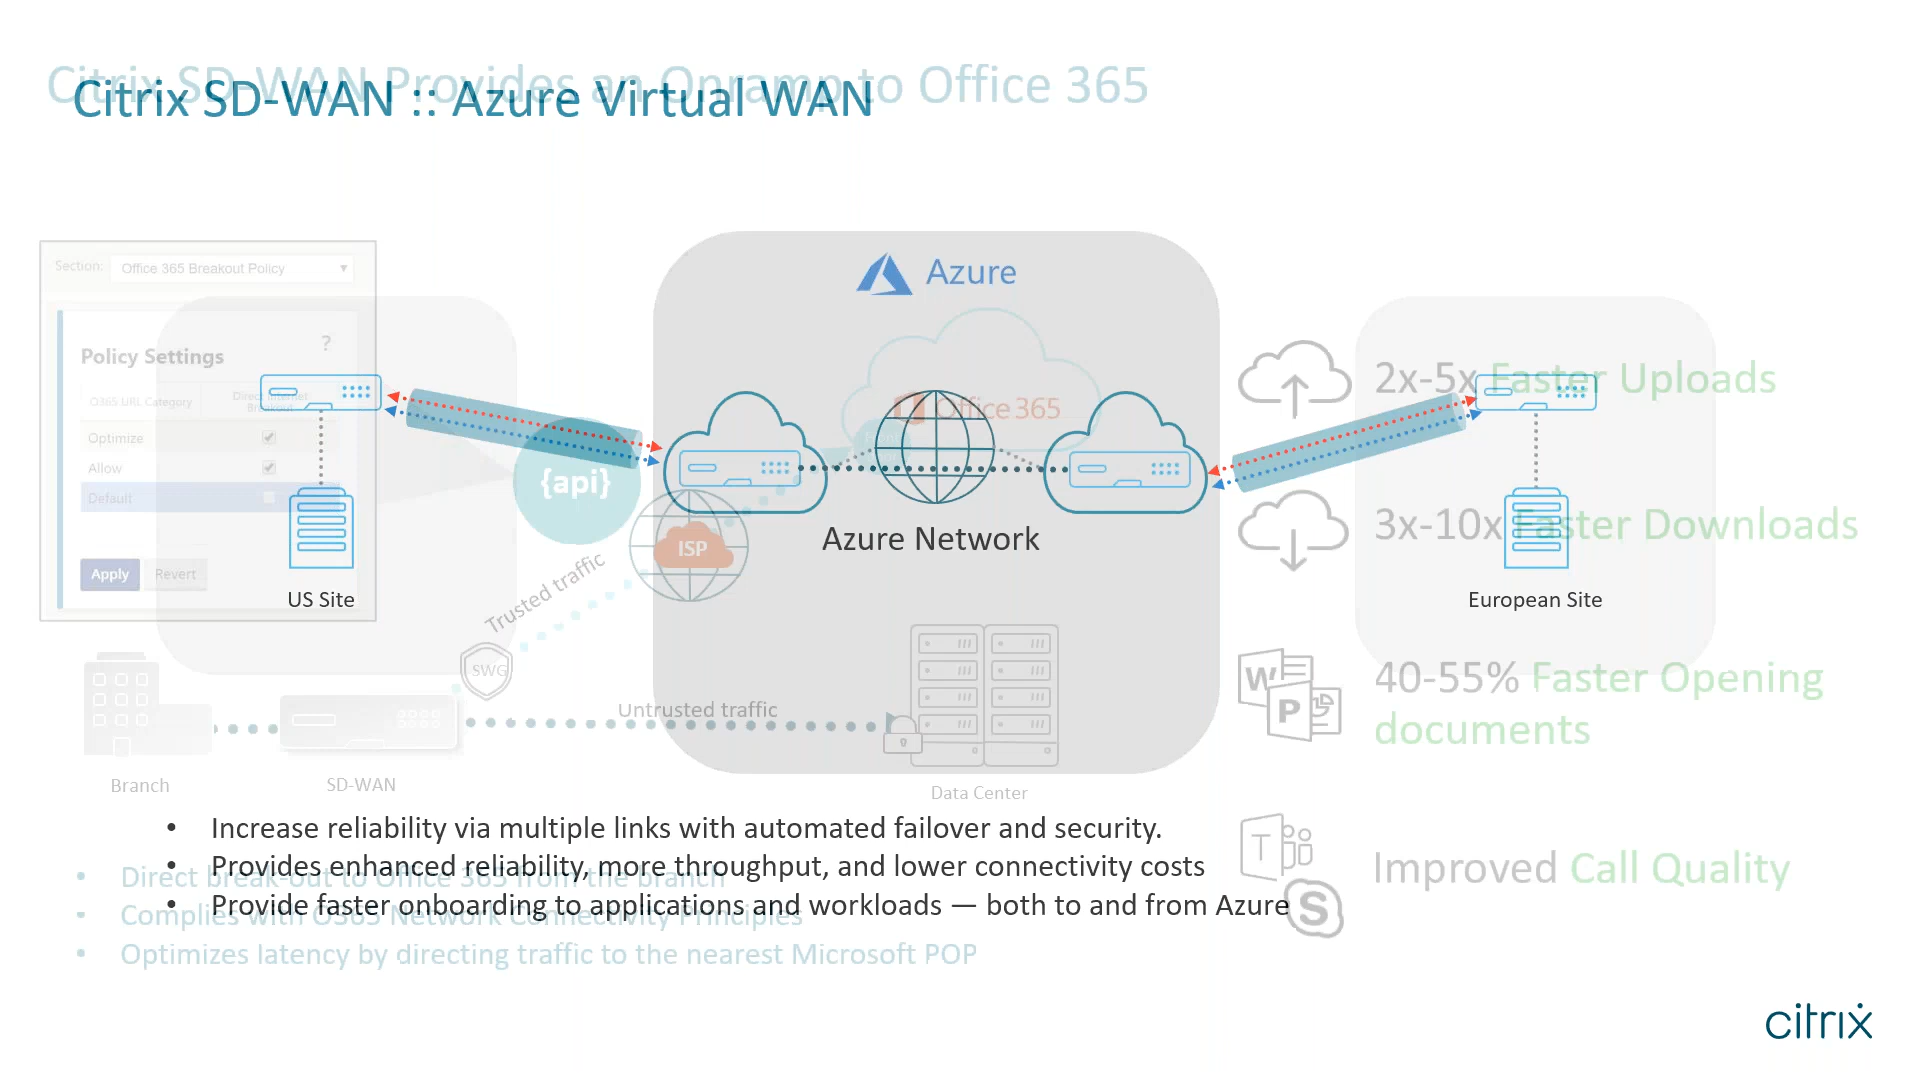 Citrix SD-WAN Provides an Onramp to Office 365
Citrix SD-WAN :: Azure Virtual WAN
Section: Office 365 Breakout Policy
Policy Settings ?
O365 URL Category
Direct Internet
Breakout
Optimize
Allow
Default
Apply Revert
US Site
Azure
Office 365
{api}
ISP
Azure Network
Trusted traffic
SWG
Untrusted traffic
Branch
SD-WAN
Data Center
2x-5x Faster Uploads
3x-10x Faster Downloads
European Site
W
P
40-55% Faster Opening
documents
T
S
Improved Call Quality
• Increase reliability via multiple links with automated failover and security.
• Provides enhanced reliability, more throughput, and lower connectivity costs
• Provide faster onboarding to applications and workloads — both to and from Azure
• Direct break-out to Office 365 from the branch
• Complies with O365 Network Connectivity Principles
• Optimizes latency by directing traffic to the nearest Microsoft POP
citrix